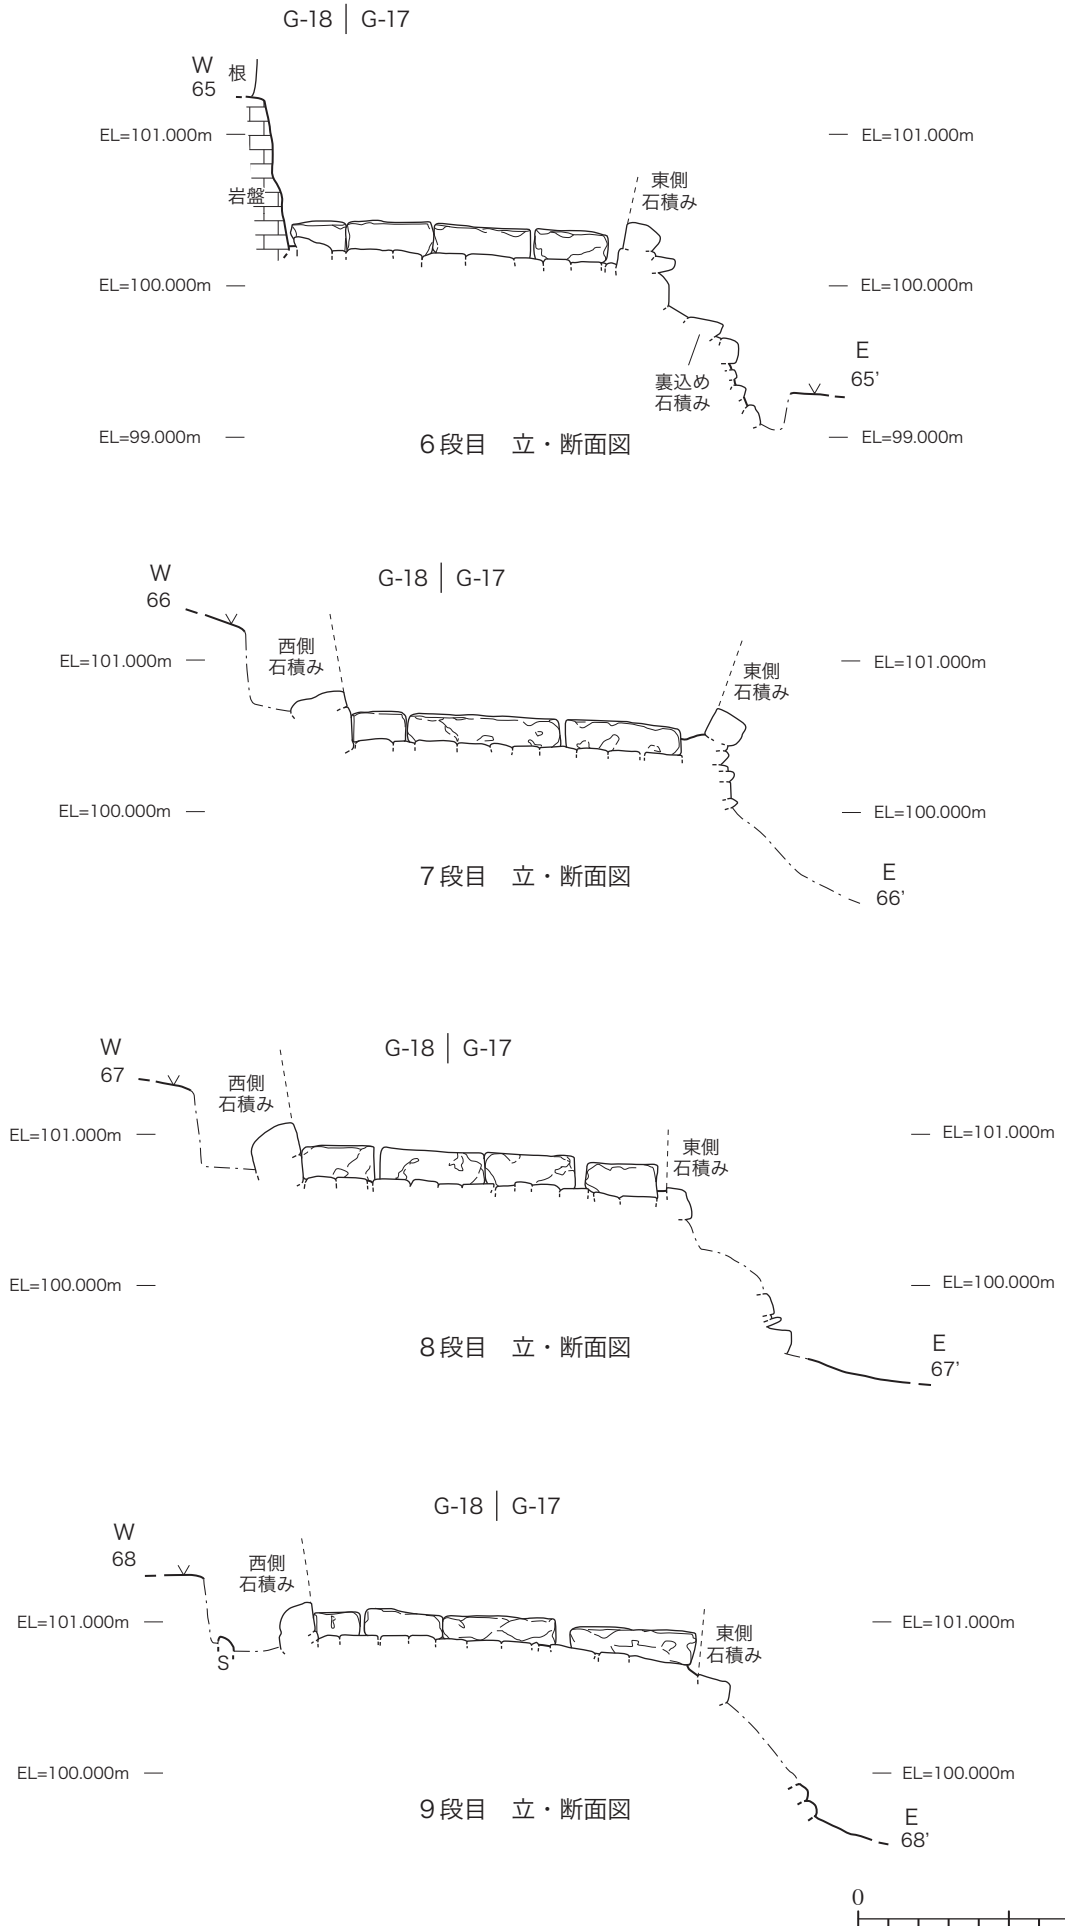 G-18 | G-17
W
65
根
EL=101.000m
EL=101.000m
東側
石積み
岩盤
EL=100.000m
EL=100.000m
E
65'
裏込め
石積み
EL=99.000m
EL=99.000m
6段目 立・断面図
W
66
G-18 | G-17
西側
石積み
EL=101.000m
EL=101.000m
東側
石積み
EL=100.000m
EL=100.000m
7段目 立・断面図
E
66'
W
67
G-18 | G-17
西側
石積み
EL=101.000m
EL=101.000m
東側
石積み
EL=100.000m
EL=100.000m
8段目 立・断面図
E
67'
G-18 | G-17
W
68
西側
石積み
EL=101.000m
EL=101.000m
東側
石積み
S
EL=100.000m
EL=100.000m
9段目 立・断面図
E
68'
0